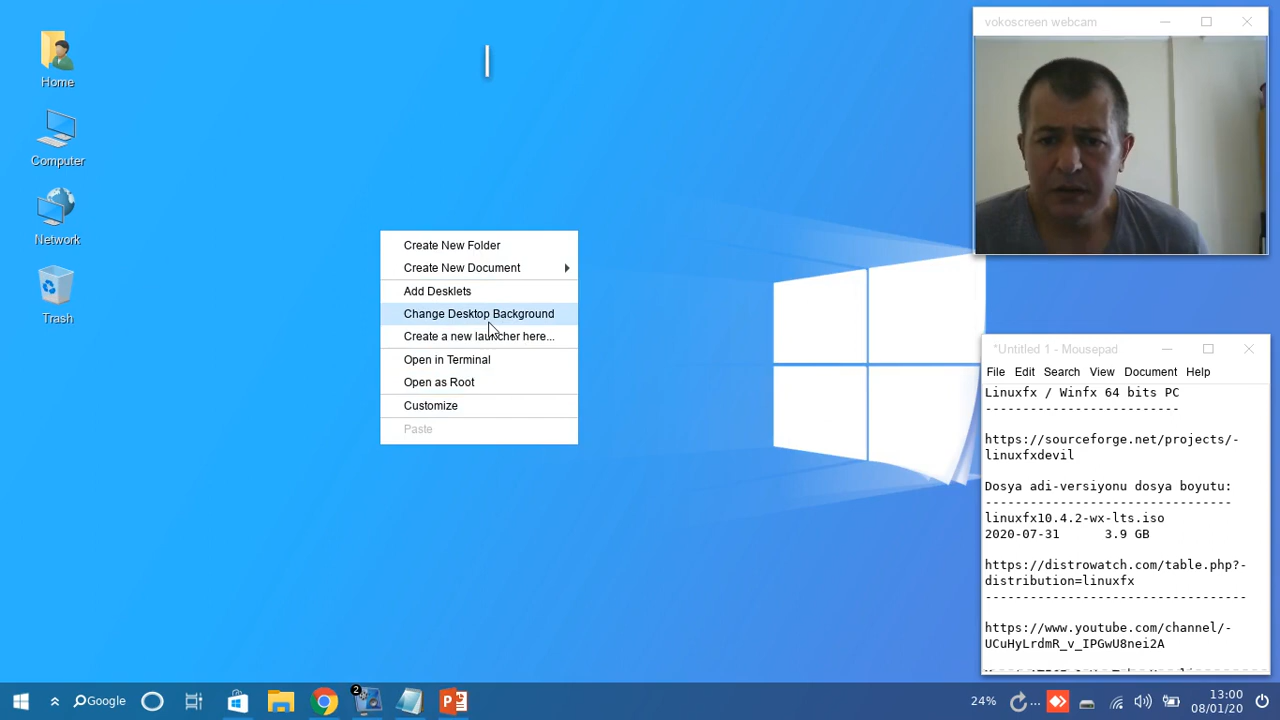 vokoscreen webcam
Home
Computer
Network
Trash
Create New Folder
Create New Document
Add Desklets
Change Desktop Background
Create a new launcher here...
Open in Terminal
Open as Root
Customize
Paste
*Untitled 1 - Mousepad
File Edit Search View Document Help
Linuxfx / Winfx 64 bits PC
--------------------------
https://sourceforge.net/projects/-
linuxfxdevil
Dosya adi-versiyonu dosya boyutu:
---------------------------------
linuxfx10.4.2-wx-lts.iso
2020-07-31 3.9 GB
https://distrowatch.com/table.php?-
distribution=linuxfx
-----------------------------------
https://www.youtube.com/channel/-
UCuHyLrdmR_v_IPGwU8nei2A
Google
2
24%
...
13:00
08/01/20